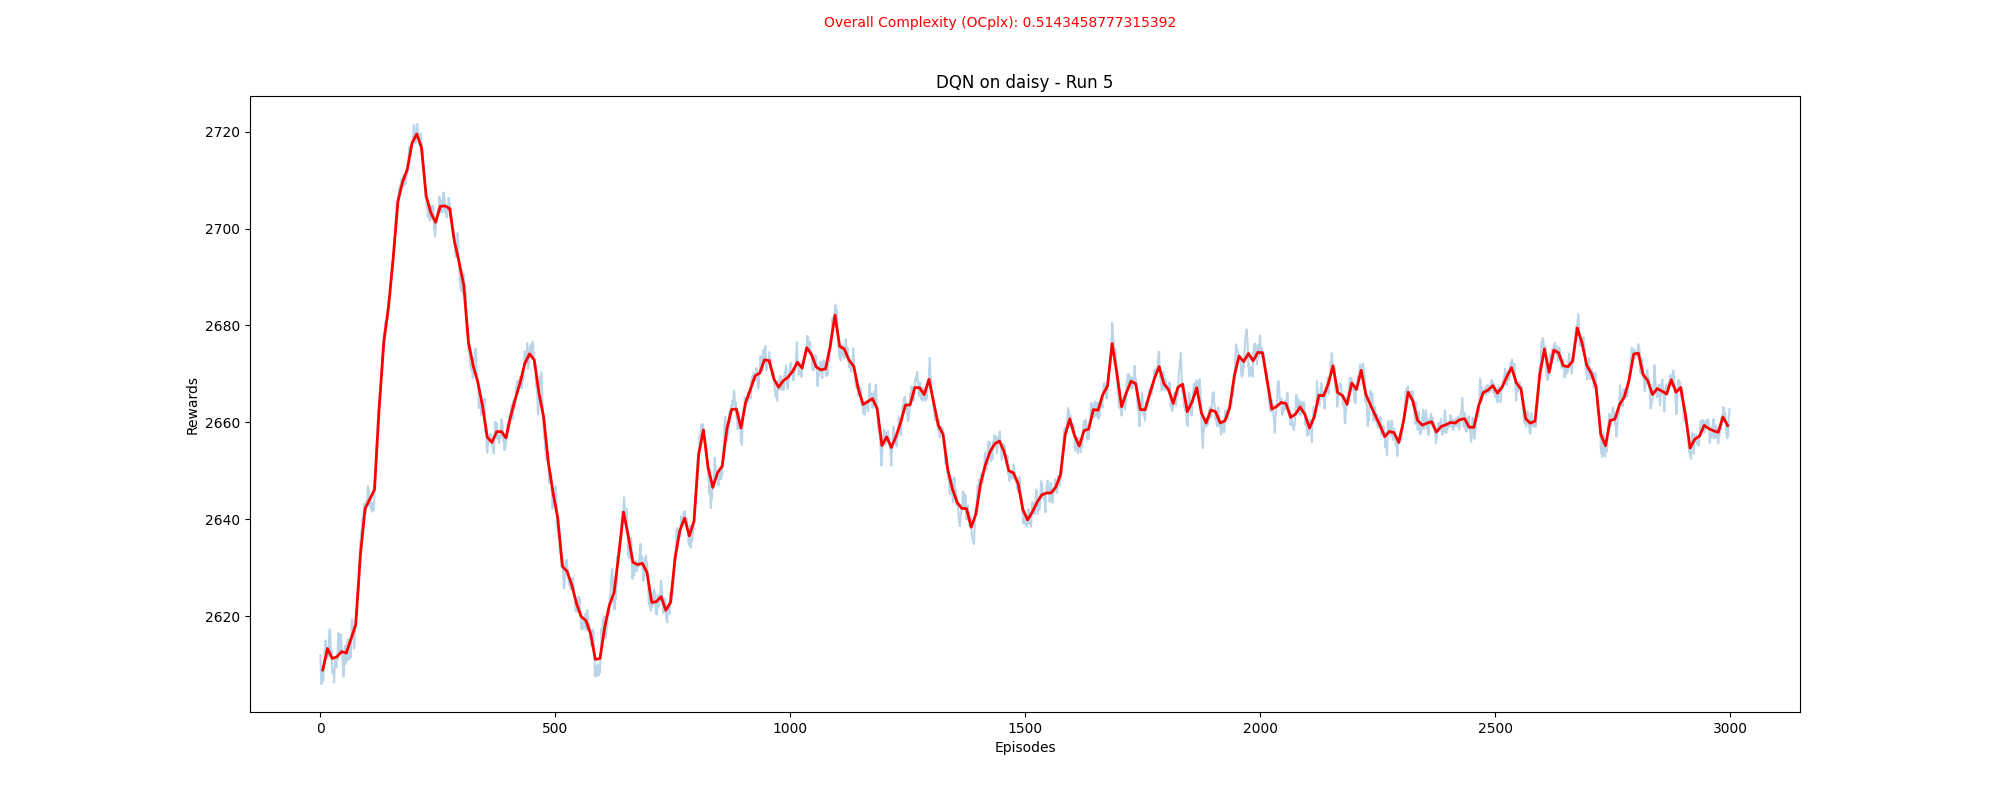 Overall Complexity (OCplx): 0.5143458777315392
DQN on daisy - Run 5
Rewards
2720
2700
2680
2660
2640
2620
0 500 1000 1500 2000 2500 3000
Episodes